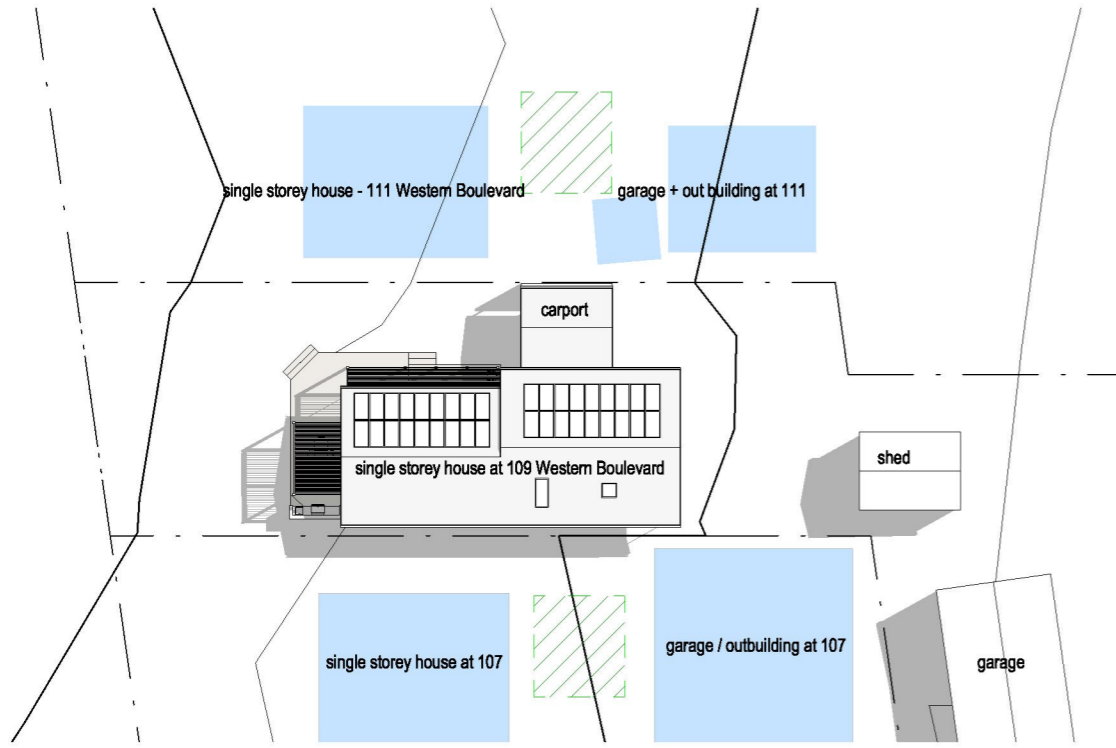 single storey house - 111 Western Boulevard
garage + out building at 111
carport
shed
single storey house at 109 Western Boulevard
single storey house at 107
garage / outbuilding at 107
garage